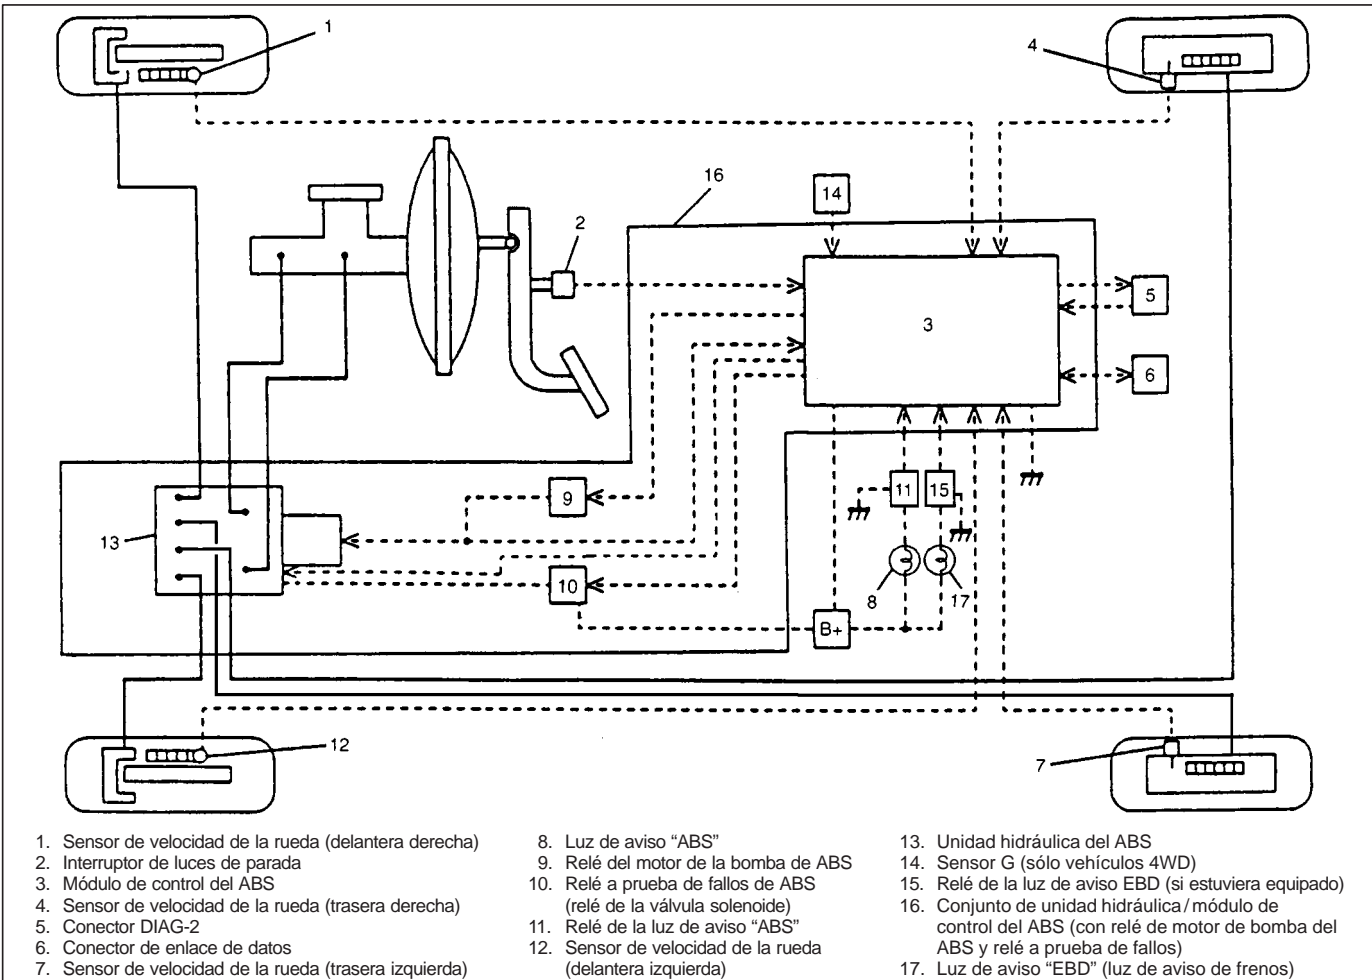 1
4
16
14
2
5
3
6
9
11
15
13
10
8
17
B+
12
7
1. Sensor de velocidad de la rueda (delantera derecha)
2. Interruptor de luces de parada
3. Módulo de control del ABS
4. Sensor de velocidad de la rueda (trasera derecha)
5. Conector DIAG-2
6. Conector de enlace de datos
7. Sensor de velocidad de la rueda (trasera izquierda)
8. Luz de aviso “ABS”
9. Relé del motor de la bomba de ABS
10. Relé a prueba de fallos de ABS
(relé de la válvula solenoide)
11. Relé de la luz de aviso “ABS”
12. Sensor de velocidad de la rueda
(delantera izquierda)
13. Unidad hidráulica del ABS
14. Sensor G (sólo vehículos 4WD)
15. Relé de la luz de aviso EBD (si estuviera equipado)
16. Conjunto de unidad hidráulica/módulo de
control del ABS (con relé de motor de bomba del
ABS y relé a prueba de fallos)
17. Luz de aviso “EBD” (luz de aviso de frenos)